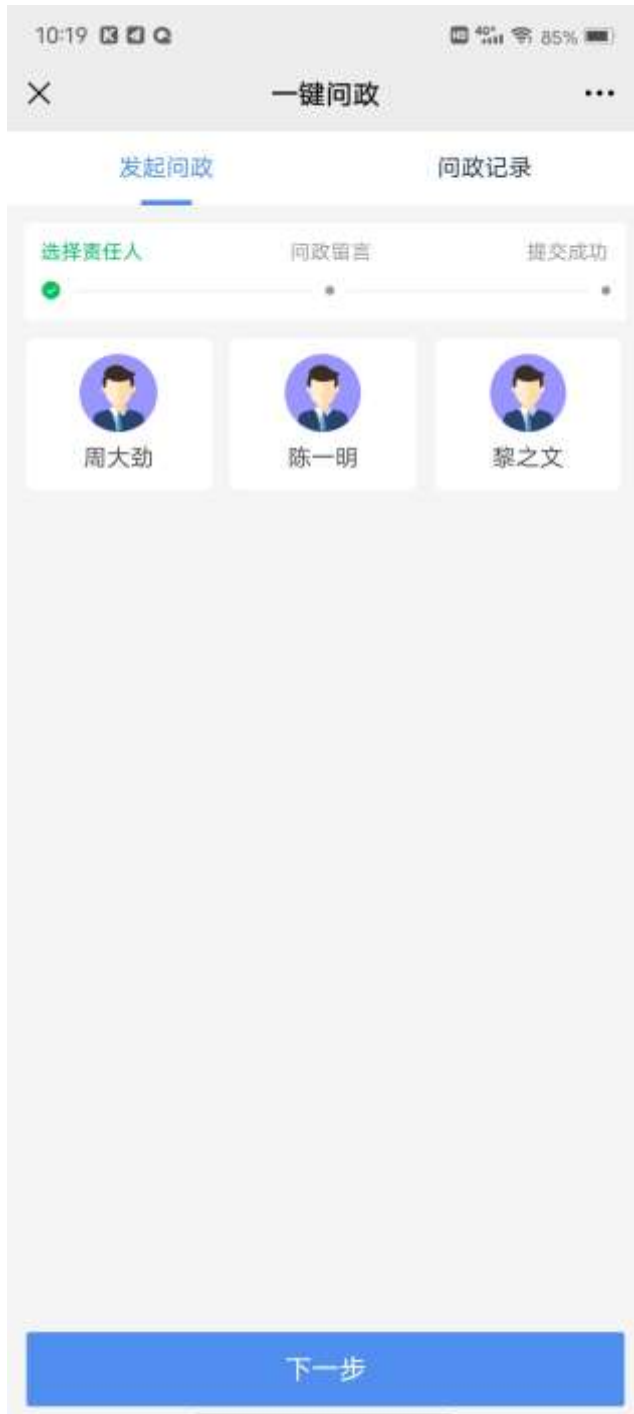 10:19 85%
一键问政
发起问政 问政记录
选择责任人 问政留言 提交成功
周大劲 陈一明 黎之文
下一步